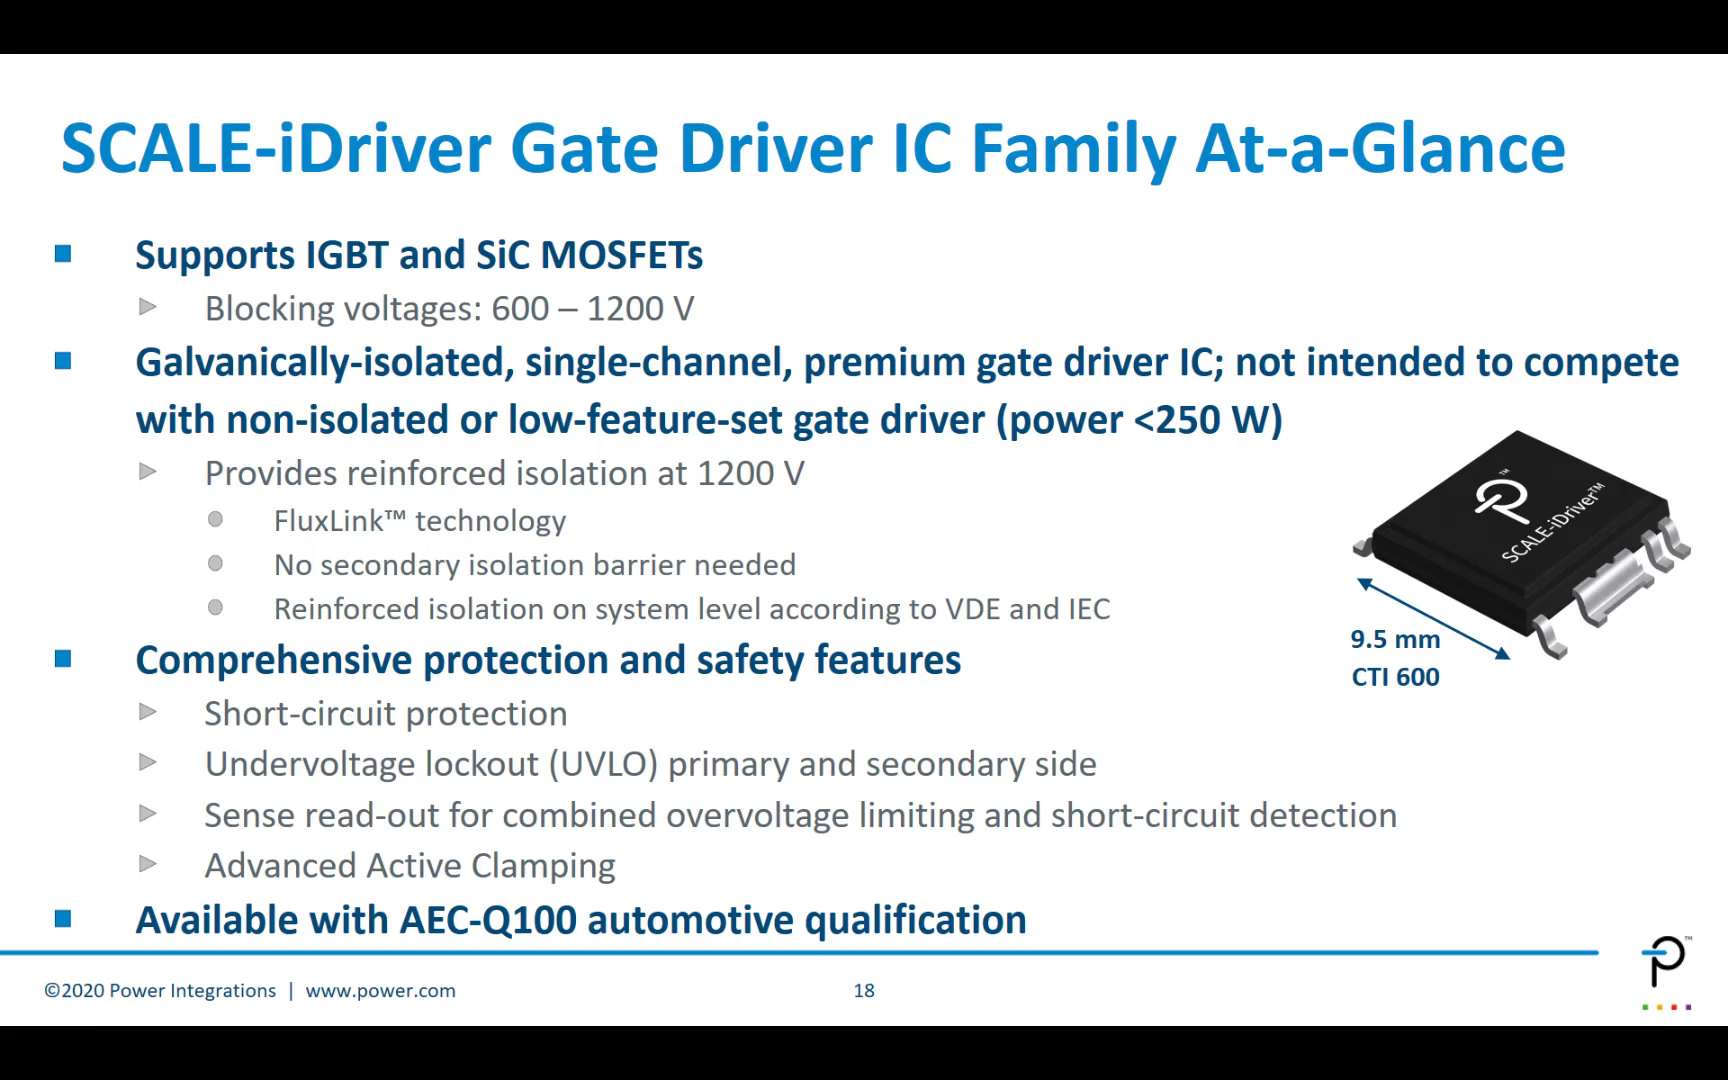 SCALE-iDriver Gate Driver IC Family At-a-Glance
Supports IGBT and SiC MOSFETs
Blocking voltages: 600 – 1200 V
Galvanically-isolated, single-channel, premium gate driver IC; not intended to compete
with non-isolated or low-feature-set gate driver (power <250 W)
Provides reinforced isolation at 1200 V
FluxLink™ technology
No secondary isolation barrier needed
Reinforced isolation on system level according to VDE and IEC
SCALE-iDriver™
9.5 mm
CTI 600
Comprehensive protection and safety features
Short-circuit protection
Undervoltage lockout (UVLO) primary and secondary side
Sense read-out for combined overvoltage limiting and short-circuit detection
Advanced Active Clamping
Available with AEC-Q100 automotive qualification
©2020 Power Integrations | www.power.com
18